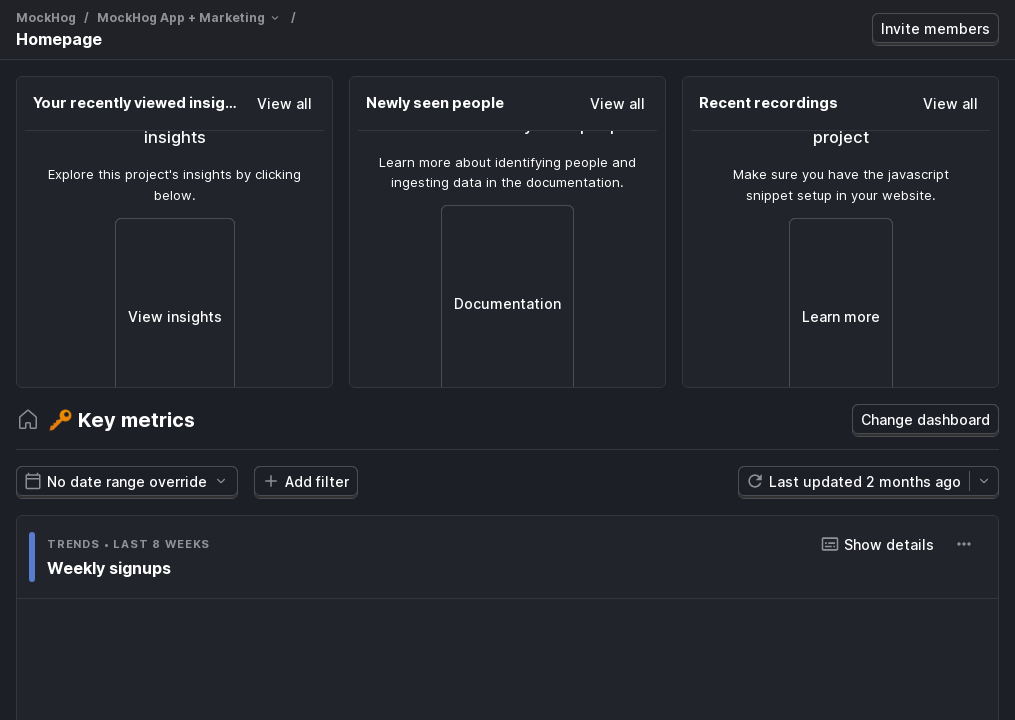 MockHog / MockHog App + Marketing /
Homepage
Invite members
Your recently viewed insig...
View all
insights
Explore this project's insights by clicking
below.
View insights
Newly seen people
View all
Learn more about identifying people and
ingesting data in the documentation.
Documentation
Recent recordings
View all
project
Make sure you have the javascript
snippet setup in your website.
Learn more
🔑 Key metrics
Change dashboard
No date range override
Add filter
Last updated 2 months ago
TRENDS • LAST 8 WEEKS
Show details
Weekly signups